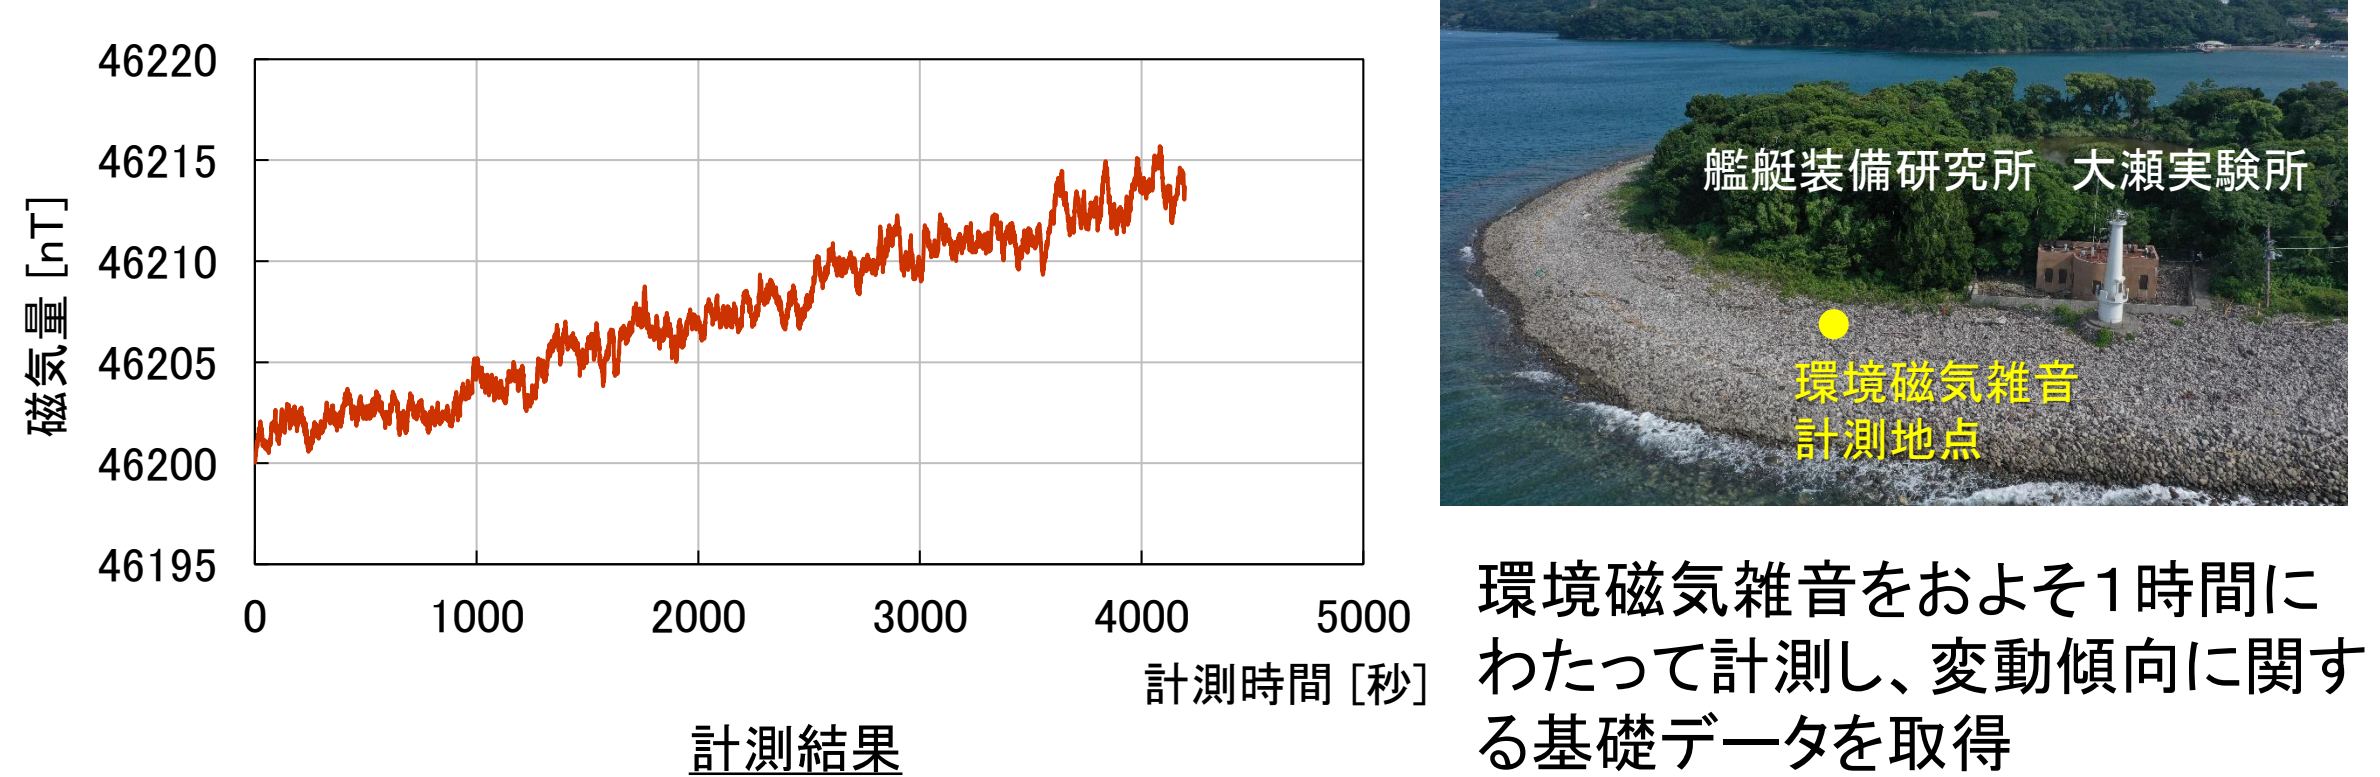 46220
46215
46210
46205
46200
46195
磁気量 [nT]
0 1000 2000 3000 4000 5000
計測時間 [秒]
計測結果
艦艇装備研究所　大瀬実験所
環境磁気雑音
計測地点
環境磁気雑音をおよそ１時間に
わたって計測し、変動傾向に関す
る基礎データを取得